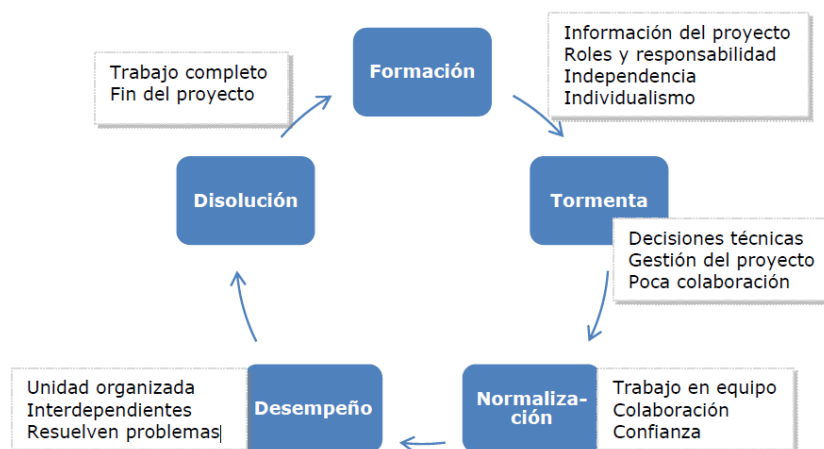 Formación
Información del proyecto
Roles y responsabilidad
Independencia
Individualismo
Tormenta
Decisiones técnicas
Gestión del proyecto
Poca colaboración
Normaliza-
ción
Trabajo en equipo
Colaboración
Confianza
Desempeño
Unidad organizada
Interdependientes
Resuelven problemas
Disolución
Trabajo completo
Fin del proyecto